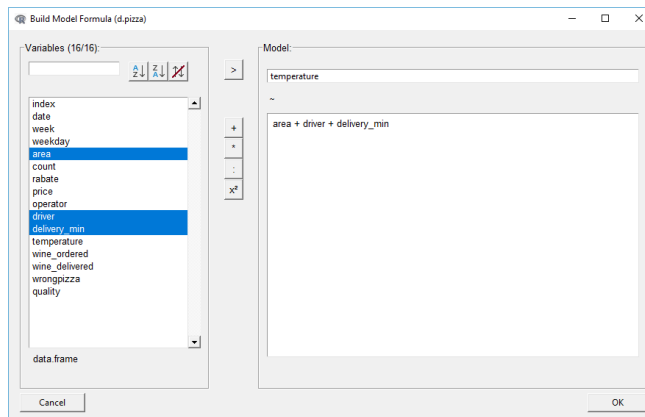 Build Model Formula (d.pizza)
Variables (16/16):
A
Z
Z
A
index
date
week
weekday
area
count
rabate
price
operator
driver
delivery_min
temperature
wine_ordered
wine_delivered
wrongpizza
quality
data.frame
Cancel
>
+
*
:
x²
Model:
temperature
~
area + driver + delivery_min
OK